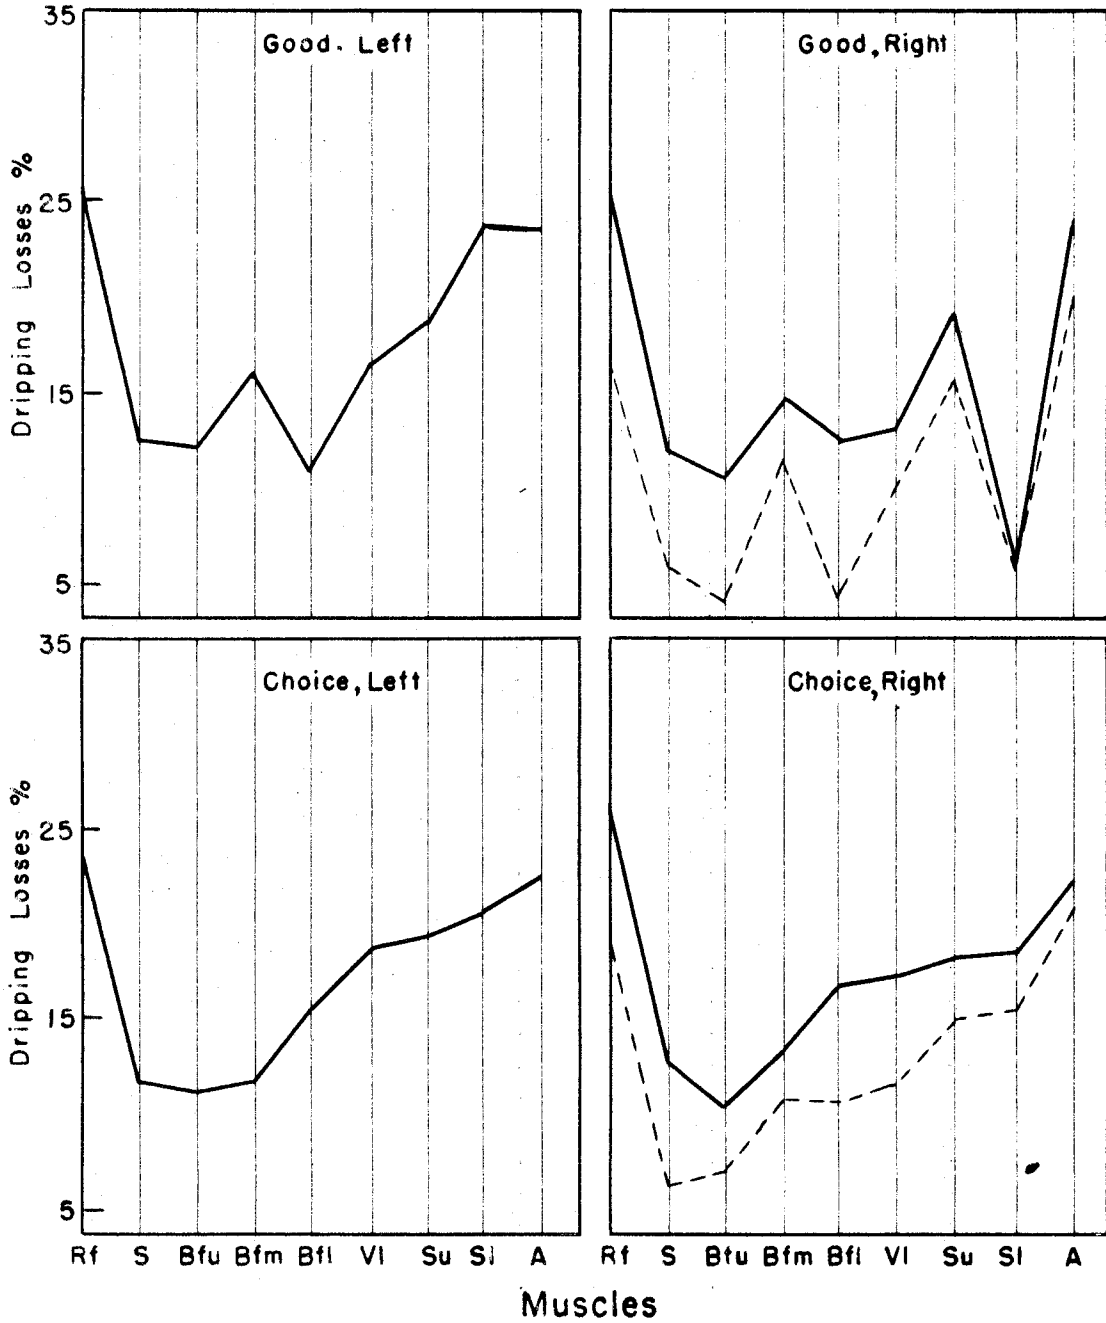 35
Good. Left
Good, Right
25
15
5
Dripping Losses %
35
Choice, Left
Choice, Right
25
15
5
Dripping Losses %
Rf S Bfu Bfm Bfl Vl Su Sl A
Rf S Bfu Bfm Bfl Vl Su Sl A
Muscles